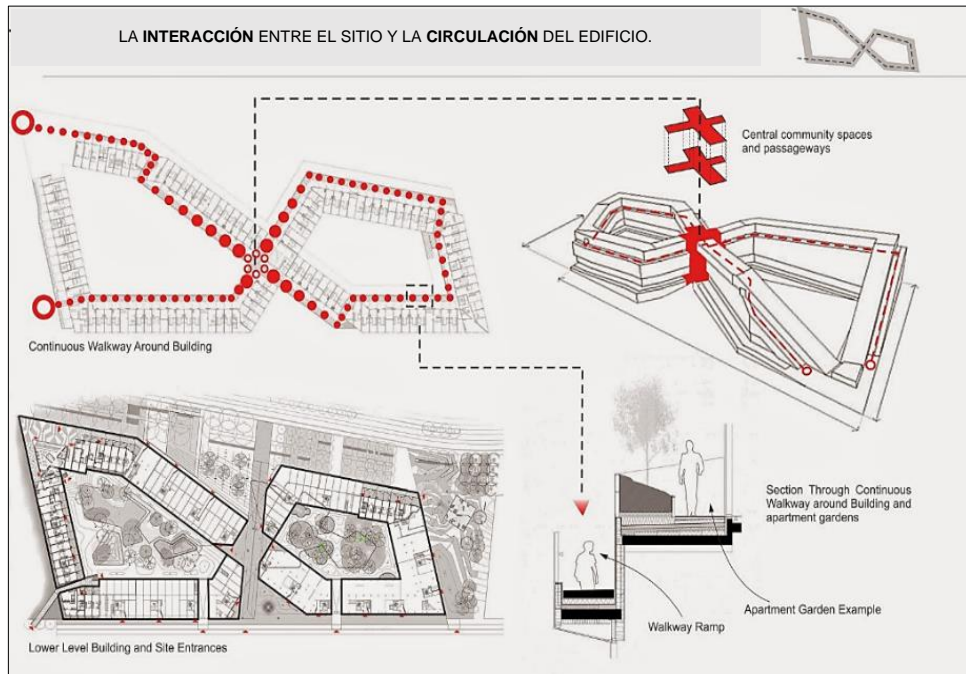 LA INTERACCIÓN ENTRE EL SITIO Y LA CIRCULACIÓN DEL EDIFICIO.
Central community spaces
and passageways
Continuous Walkway Around Building
Section Through Continuous
Walkway around Building and
apartment gardens
Apartment Garden Example
Walkway Ramp
Lower Level Building and Site Entrances